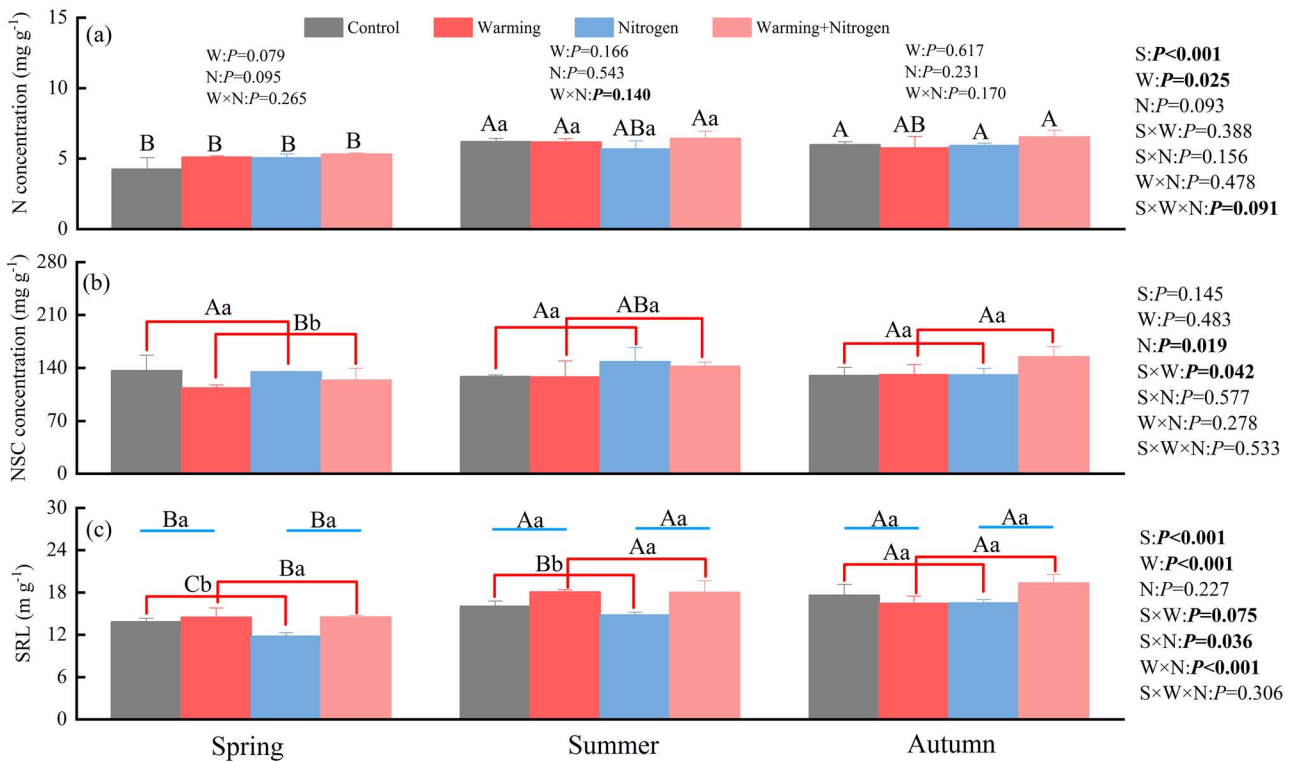 (a)
Control Warming Nitrogen Warming+Nitrogen
N concentration (mg g⁻¹)
15
10
5
0
W:P=0.079
N:P=0.095
W×N:P=0.265
W:P=0.166
N:P=0.543
W×N:P=0.140
W:P=0.617
N:P=0.231
W×N:P=0.170
B B B B
Aa Aa ABa Aa
A AB A A
S:P<0.001
W:P=0.025
N:P=0.093
S×W:P=0.388
S×N:P=0.156
W×N:P=0.478
S×W×N:P=0.091
(b)
NSC concentration (mg g⁻¹)
280
210
140
70
0
Aa
Bb
Aa
ABa
Aa
Aa
S:P=0.145
W:P=0.483
N:P=0.019
S×W:P=0.042
S×N:P=0.577
W×N:P=0.278
S×W×N:P=0.533
(c)
SRL (m g⁻¹)
30
24
18
12
6
0
Ba Ba
Cb Ba
Aa Aa
Bb Aa
Aa Aa
Aa Aa
S:P<0.001
W:P<0.001
N:P=0.227
S×W:P=0.075
S×N:P=0.036
W×N:P<0.001
S×W×N:P=0.306
Spring Summer Autumn